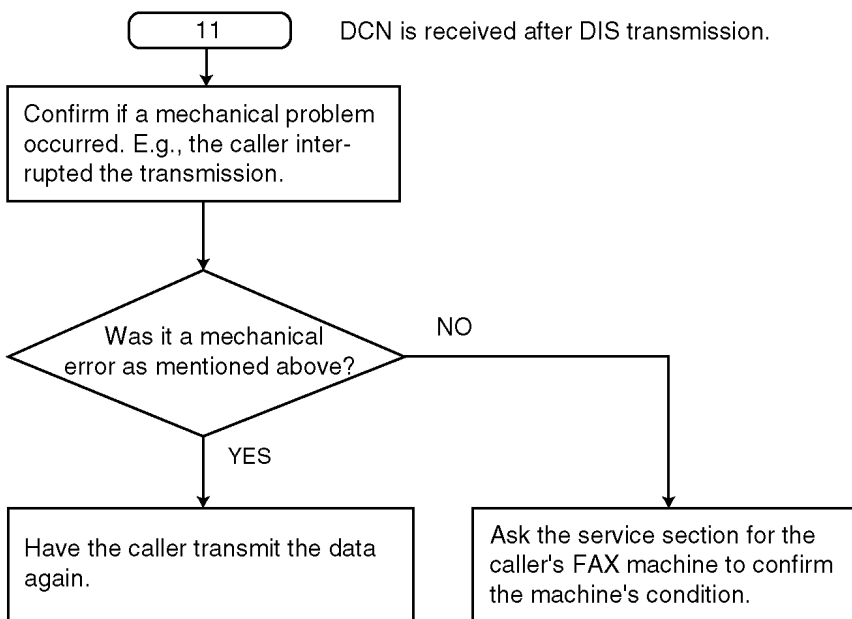 11
DCN is received after DIS transmission.
Confirm if a mechanical problem
occurred. E.g., the caller inter-
rupted the transmission.
Was it a mechanical
error as mentioned above?
NO
YES
Have the caller transmit the data
again.
Ask the service section for the
caller's FAX machine to confirm
the machine's condition.